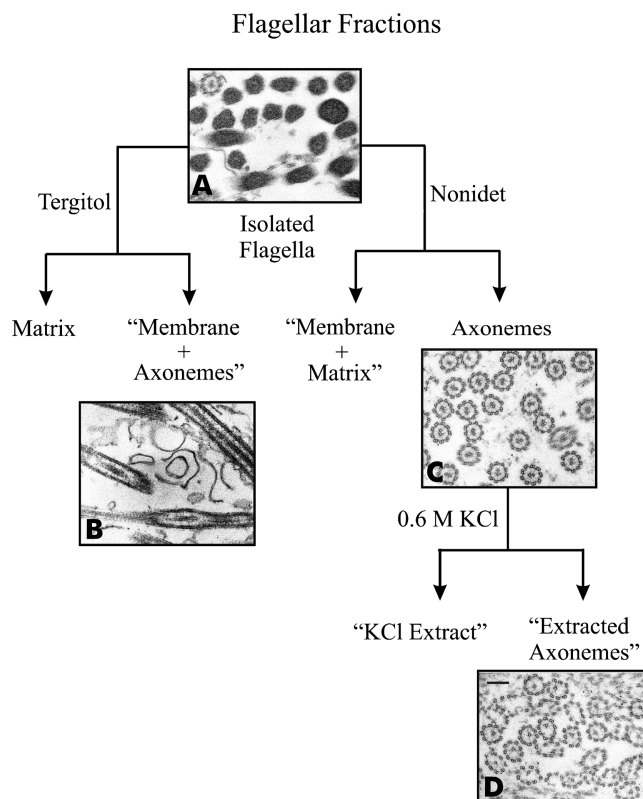 Flagellar Fractions
A
Tergitol
Nonidet
Isolated
Flagella
Matrix
“Membrane
+
Axonemes”
“Membrane
+
Matrix”
Axonemes
B
C
0.6 M KCl
“KCl Extract”
“Extracted
Axonemes”
D